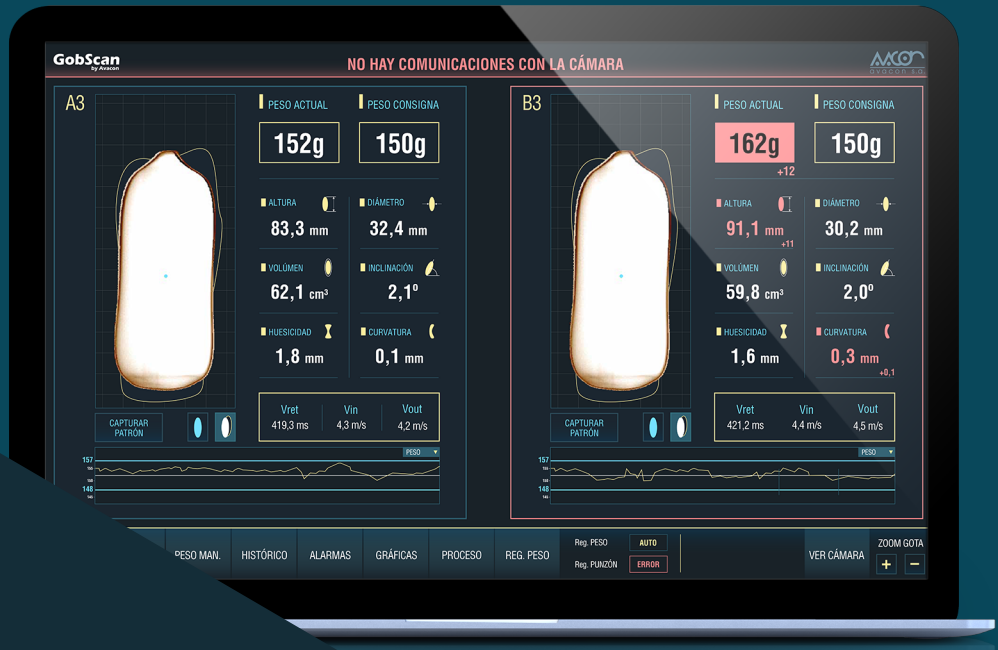 GobScan
by Avacon
NO HAY COMUNICACIONES CON LA CÁMARA
AVACON
avacon s.a.
A3
PESO ACTUAL
PESO CONSIGNA
152g
150g
ALTURA
DIÁMETRO
83,3 mm
32,4 mm
VOLÚMEN
INCLINACIÓN
62,1 cm³
2,1º
HUESICIDAD
CURVATURA
1,8 mm
0,1 mm
CAPTURAR
PATRÓN
Vret
Vin
Vout
419,3 ms
4,3 m/s
4,2 m/s
PESO
157
148
B3
PESO ACTUAL
PESO CONSIGNA
162g
150g
+12
ALTURA
DIÁMETRO
91,1 mm
30,2 mm
+11
VOLÚMEN
INCLINACIÓN
59,8 cm³
2,0º
HUESICIDAD
CURVATURA
1,6 mm
0,3 mm
+0,1
CAPTURAR
PATRÓN
Vret
Vin
Vout
421,2 ms
4,4 m/s
4,5 m/s
PESO
157
148
PESO MAN.
HISTÓRICO
ALARMAS
GRÁFICAS
PROCESO
REG. PESO
Reg. PESO
AUTO
Reg. PUNZÓN
ERROR
VER CÁMARA
ZOOM GOTA
+
−